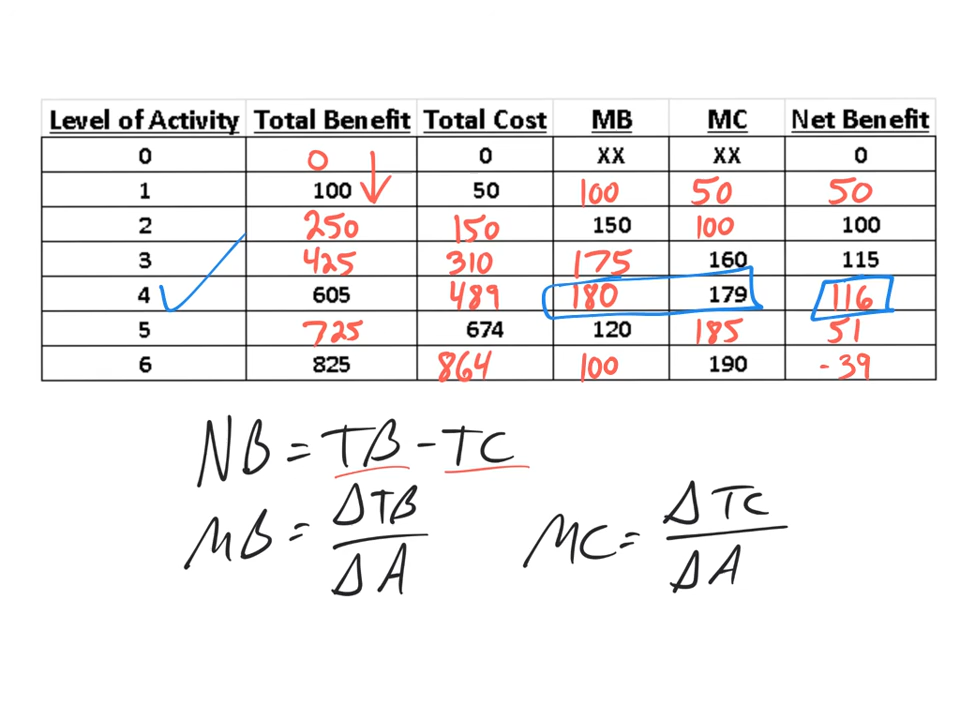 Level of Activity Total Benefit Total Cost MB MC Net Benefit
0 0 0 XX XX 0
1 100 50 100 50 50
2 250 150 150 100 100
3 425 310 175 160 115
4 605 489 180 179 116
5 725 674 120 185 51
6 825 864 100 190 -39
NB = TB - TC
MB = ΔTB / ΔA MC = ΔTC / ΔA